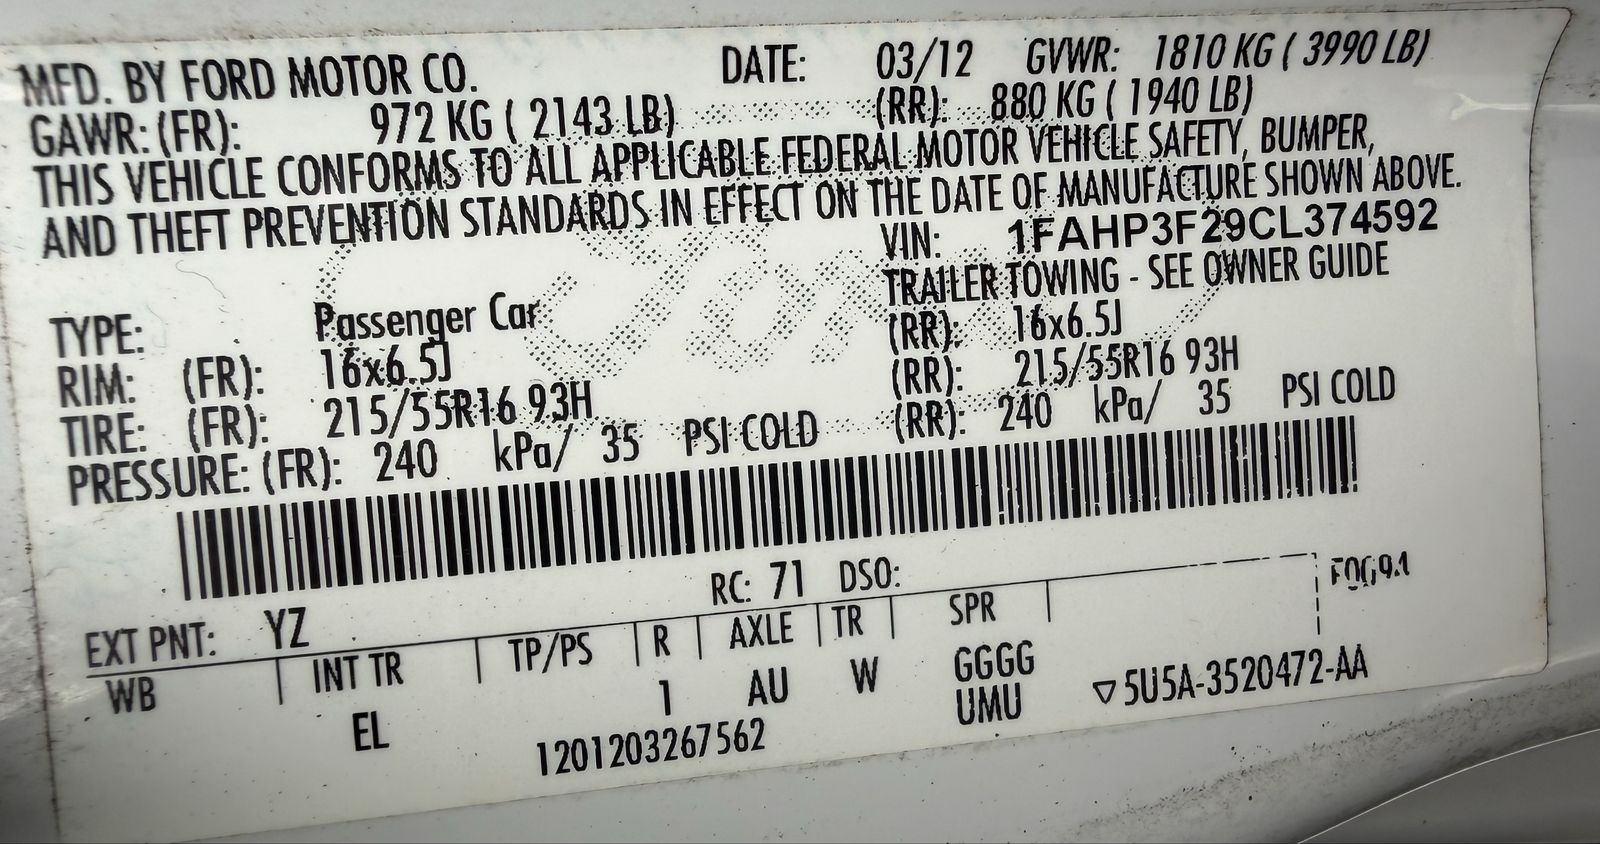 MFD. BY FORD MOTOR CO. DATE: 03/12 GVWR: 1810 KG ( 3990 LB)
GAWR: (FR): 972 KG ( 2143 LB) (RR): 880 KG ( 1940 LB)
THIS VEHICLE CONFORMS TO ALL APPLICABLE FEDERAL MOTOR VEHICLE SAFETY, BUMPER,
AND THEFT PREVENTION STANDARDS IN EFFECT ON THE DATE OF MANUFACTURE SHOWN ABOVE.
VIN: 1FAHP3F29CL374592
TYPE: Passenger Car TRAILER TOWING - SEE OWNER GUIDE
RIM: (FR): 16x6.5J (RR): 16x6.5J
TIRE: (FR): 215/55R16 93H (RR): 215/55R16 93H
PRESSURE: (FR): 240 kPa/ 35 PSI COLD (RR): 240 kPa/ 35 PSI COLD
RC: 71 DSO:
EXT PNT: YZ
WB INT TR TP/PS R AXLE TR SPR
EL 1 AU W GGGG
UMU
1201203267562
▽5U5A-3520472-AA